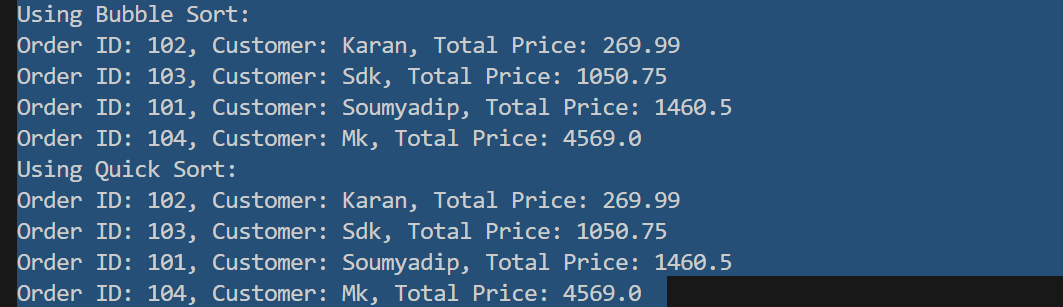 Using Bubble Sort:
Order ID: 102, Customer: Karan, Total Price: 269.99
Order ID: 103, Customer: Sdk, Total Price: 1050.75
Order ID: 101, Customer: Soumyadip, Total Price: 1460.5
Order ID: 104, Customer: Mk, Total Price: 4569.0
Using Quick Sort:
Order ID: 102, Customer: Karan, Total Price: 269.99
Order ID: 103, Customer: Sdk, Total Price: 1050.75
Order ID: 101, Customer: Soumyadip, Total Price: 1460.5
Order ID: 104, Customer: Mk, Total Price: 4569.0